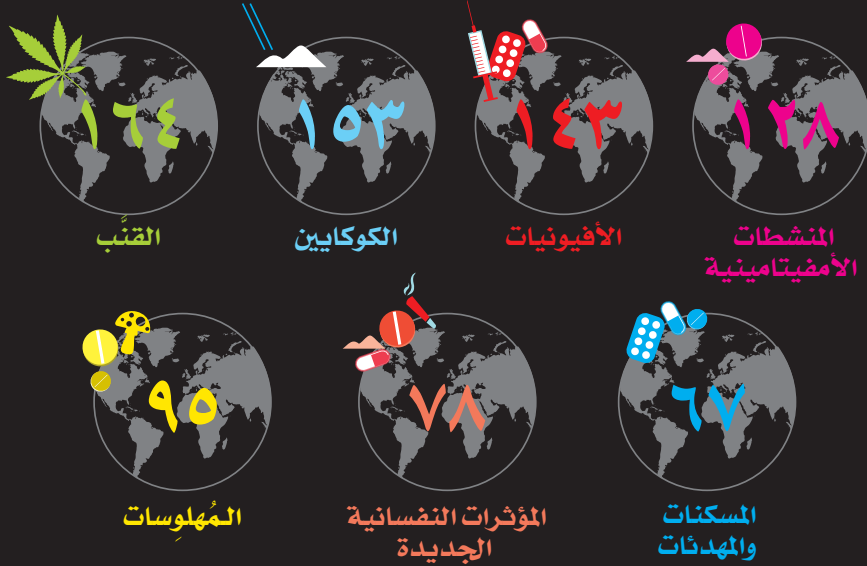 ١٢٨
المنشطات
الأمفيتامينية
١٤٣
الأفيونيات
١٥٣
الكوكايين
١٦٤
القنَّب
٦٧
المسكنات
والمهدئات
٧٨
المؤثرات النفسانية
الجديدة
٩٥
المُهلوِسات